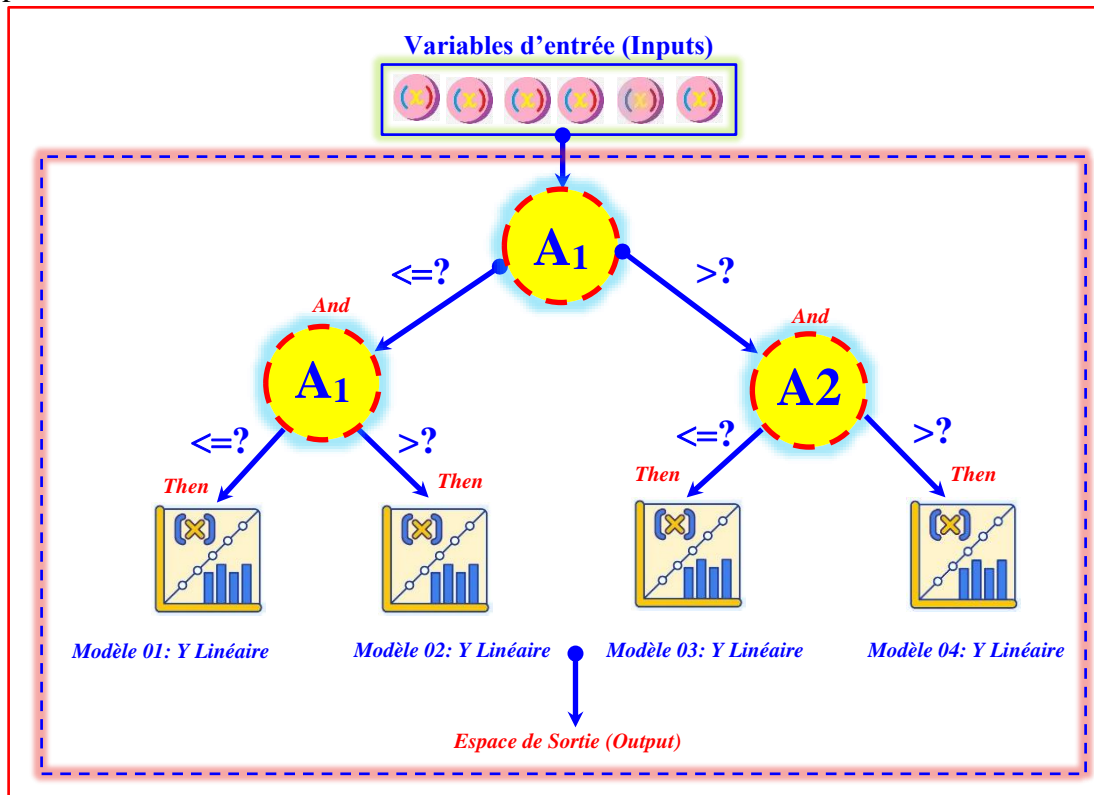 Variables d'entrée (Inputs)
(x) (x) (x) (x) (x) (x)
A1
<=? >?
And And
A1 A2
<=? >? <=? >?
Then Then Then Then
(x) (x) (x) (x)
Modèle 01: Y Linéaire Modèle 02: Y Linéaire Modèle 03: Y Linéaire Modèle 04: Y Linéaire
Espace de Sortie (Output)